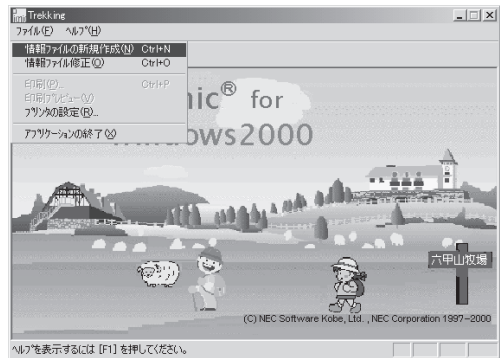 Trekking
ファイル(F) ヘルプ(H)
情報ファイルの新規作成(N) Ctrl+N
情報ファイル修正(O) Ctrl+O
印刷(P)... Ctrl+P
印刷プレビュー(V)
プリンタの設定(R)...
アプリケーションの終了(X)
nic® for
Windows2000
六甲山牧場
(C) NEC Software Kobe, Ltd. , NEC Corporation 1997-2000
ヘルプを表示するには [F1] を押してください。